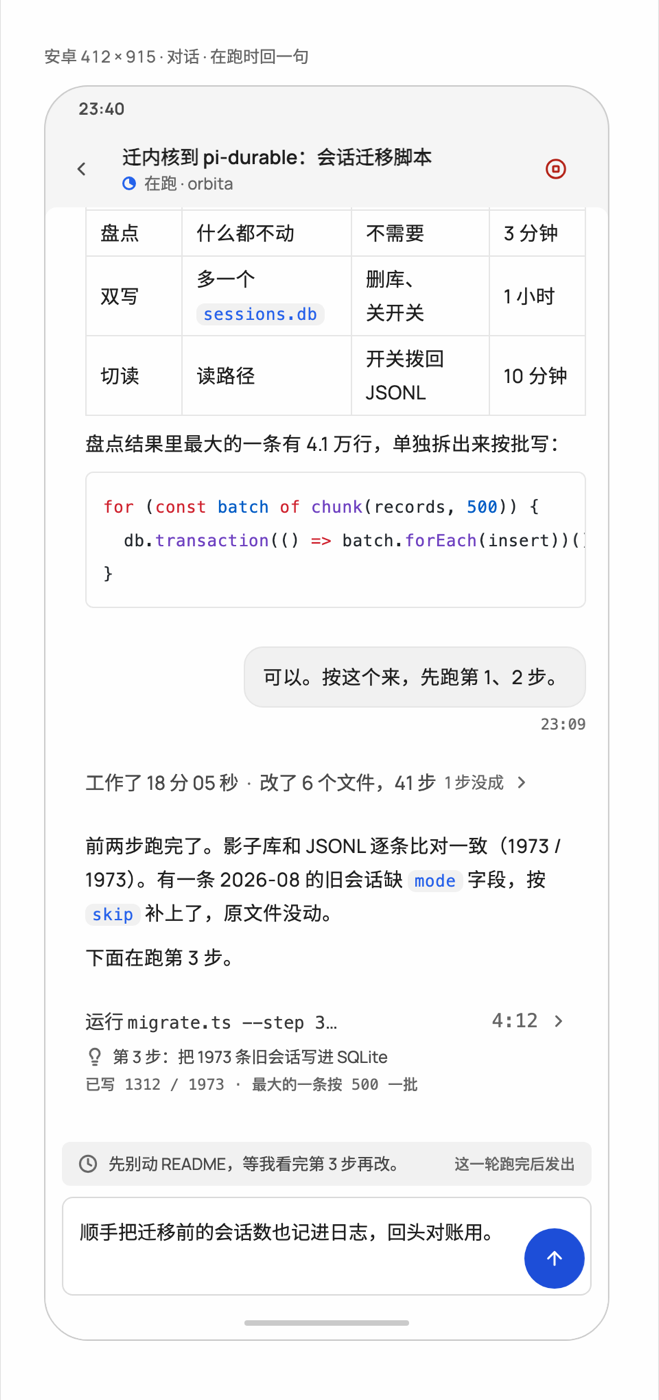 安卓 412 × 915 · 对话 · 在跑时回一句
23:40
迁内核到 pi-durable：会话迁移脚本
在跑 · orbita
盘点 什么都不动 不需要 3 分钟
双写 多一个 sessions.db 删库、关开关 1 小时
切读 读路径 开关拨回 JSONL 10 分钟
盘点结果里最大的一条有 4.1 万行，单独拆出来按批写：
for (const batch of chunk(records, 500)) {
  db.transaction(() => batch.forEach(insert))()
}
可以。按这个来，先跑第 1、2 步。
23:09
工作了 18 分 05 秒 · 改了 6 个文件，41 步 1 步没成
前两步跑完了。影子库和 JSONL 逐条比对一致（1973 /
1973）。有一条 2026-08 的旧会话缺 mode 字段，按
skip 补上了，原文件没动。
下面在跑第 3 步。
运行 migrate.ts --step 3… 4:12
第 3 步：把 1973 条旧会话写进 SQLite
已写 1312 / 1973 · 最大的一条按 500 一批
先别动 README，等我看完第 3 步再改。 这一轮跑完后发出
顺手把迁移前的会话数也记进日志，回头对账用。